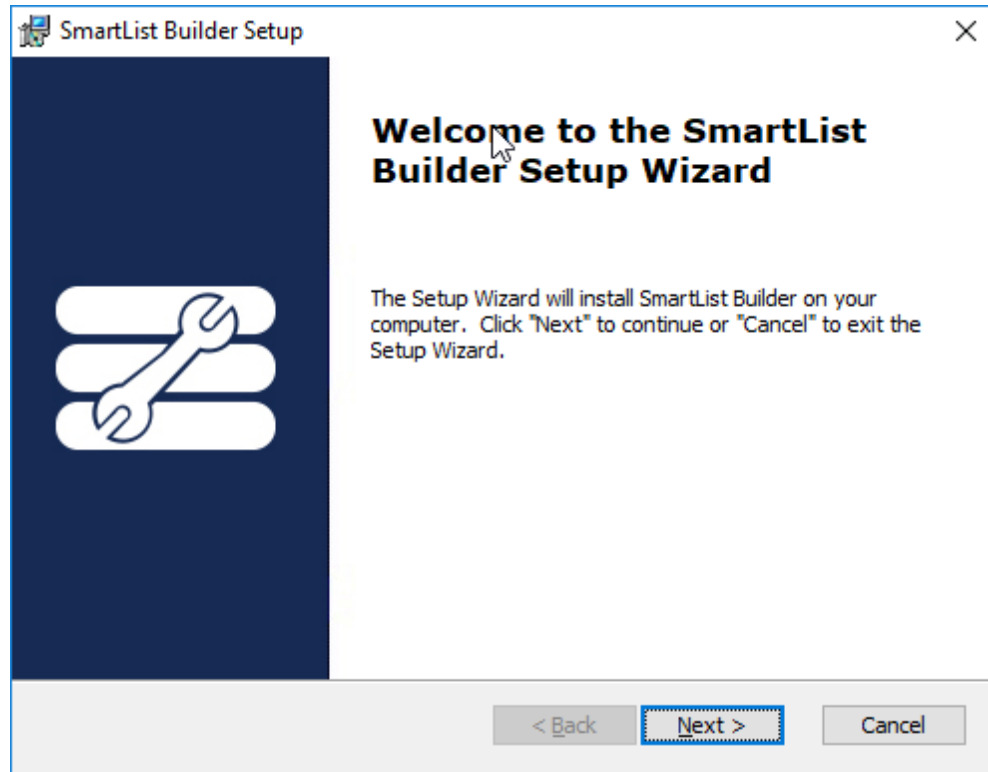 SmartList Builder Setup
Welcome to the SmartList
Builder Setup Wizard
The Setup Wizard will install SmartList Builder on your
computer. Click "Next" to continue or "Cancel" to exit the
Setup Wizard.
< Back Next > Cancel